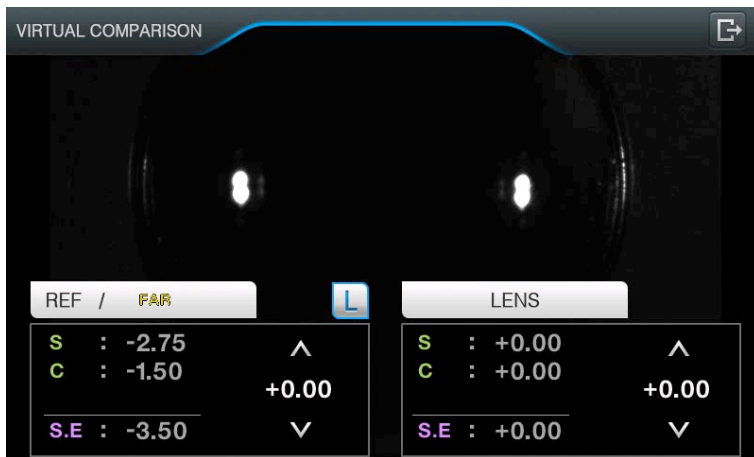 VIRTUAL COMPARISON
REF / FAR
L
LENS
S : -2.75
C : -1.50
+0.00
S.E : -3.50
S : +0.00
C : +0.00
+0.00
S.E : +0.00